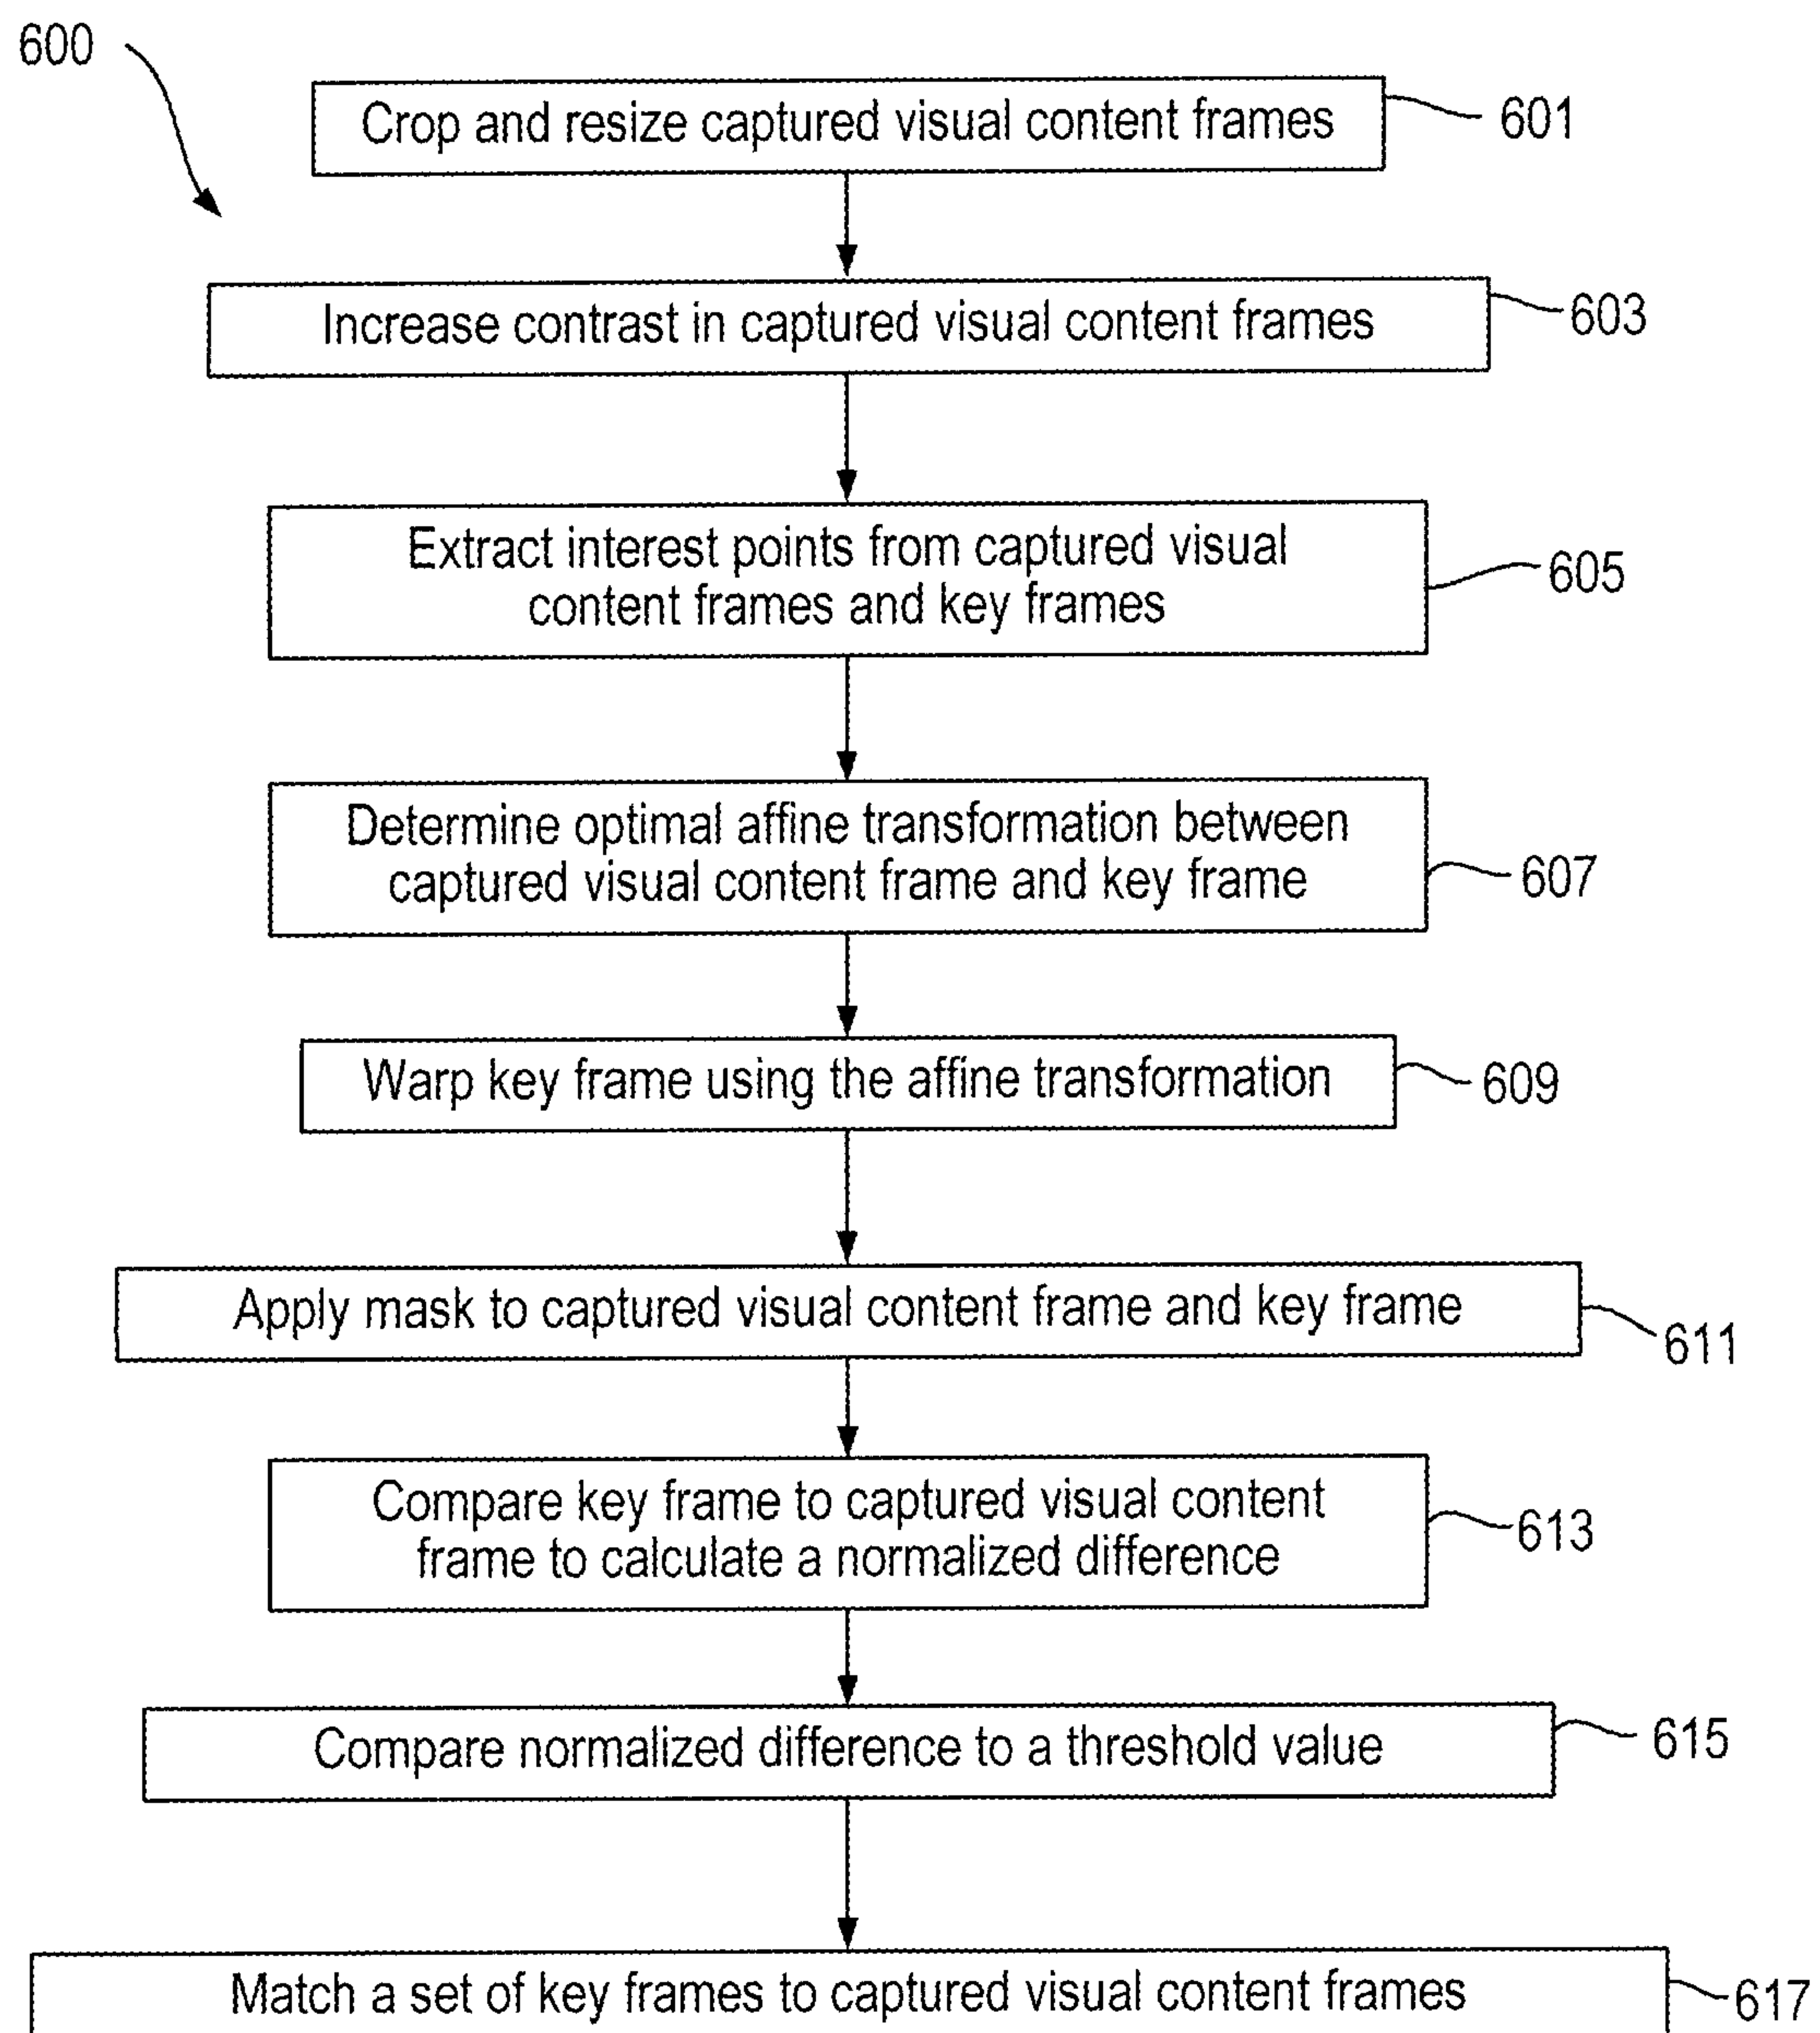 600
Crop and resize captured visual content frames
601
Increase contrast in captured visual content frames
603
Extract interest points from captured visual
content frames and key frames
605
Determine optimal affine transformation between
captured visual content frame and key frame
607
Warp key frame using the affine transformation
609
Apply mask to captured visual content frame and key frame
611
Compare key frame to captured visual content
frame to calculate a normalized difference
613
Compare normalized difference to a threshold value
615
Match a set of key frames to captured visual content frames
617